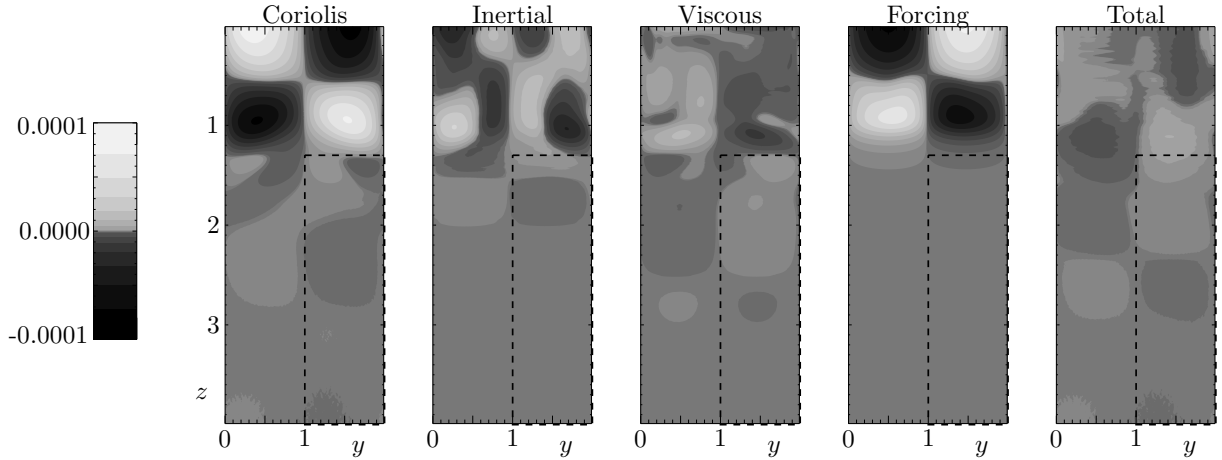 Coriolis Inertial Viscous Forcing Total
0.0001
0.0000
-0.0001
1
2
3
z
0 1 y 0 1 y 0 1 y 0 1 y 0 1 y